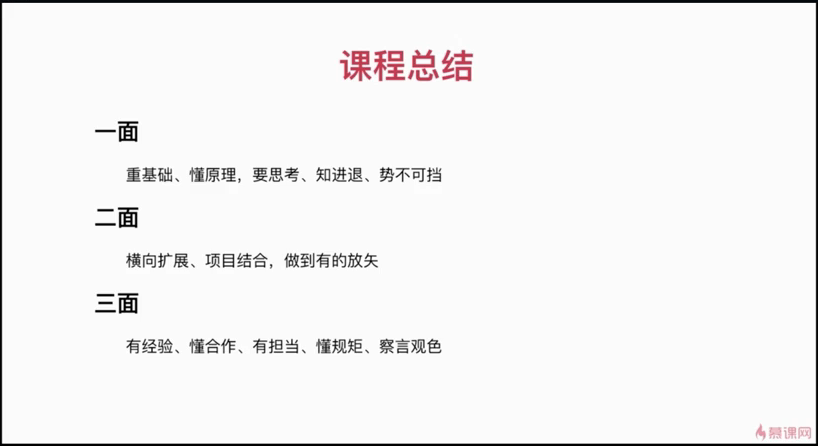 课程总结
一面
重基础、懂原理，要思考、知进退、势不可挡
二面
横向扩展、项目结合，做到有的放矢
三面
有经验、懂合作、有担当、懂规矩、察言观色
慕课网